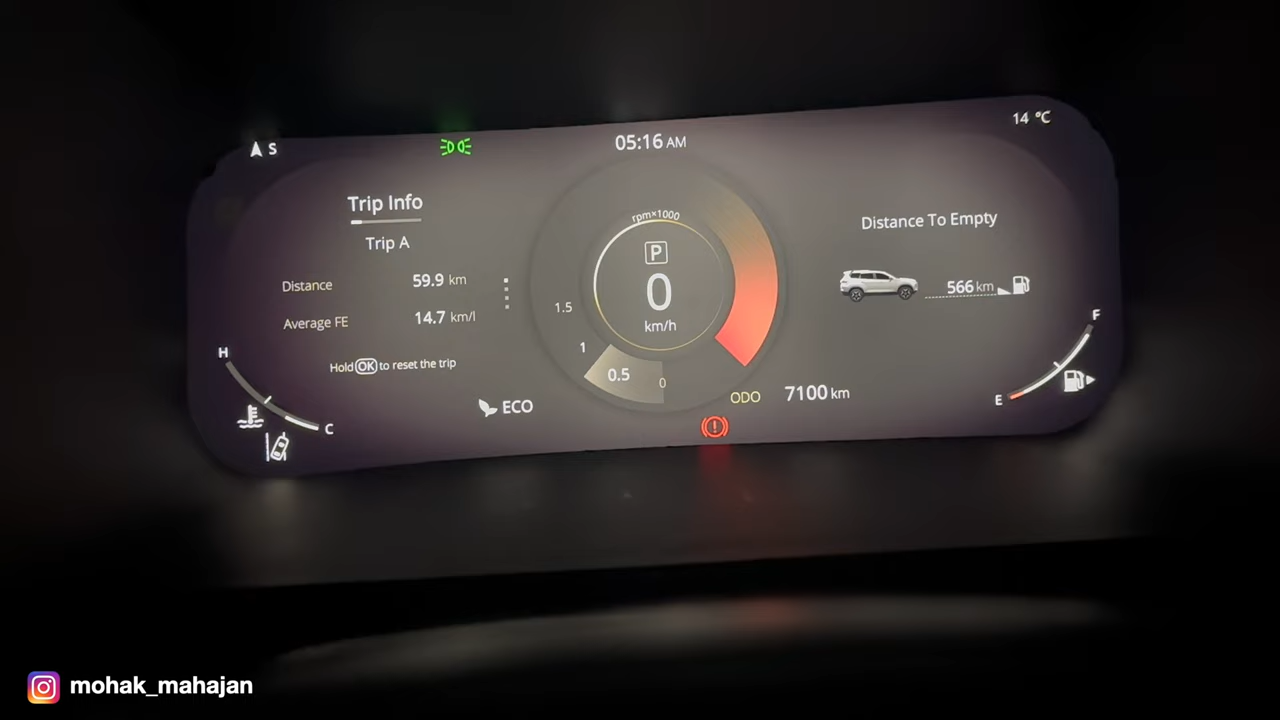 S
05:16 AM
14 °C
Trip Info
Trip A
Distance 59.9 km
Average FE 14.7 km/l
Hold OK to reset the trip
H
C
ECO
rpm×1000
P
0
km/h
1.5
1
0.5
0
ODO 7100 km
Distance To Empty
566 km
F
E
mohak_mahajan